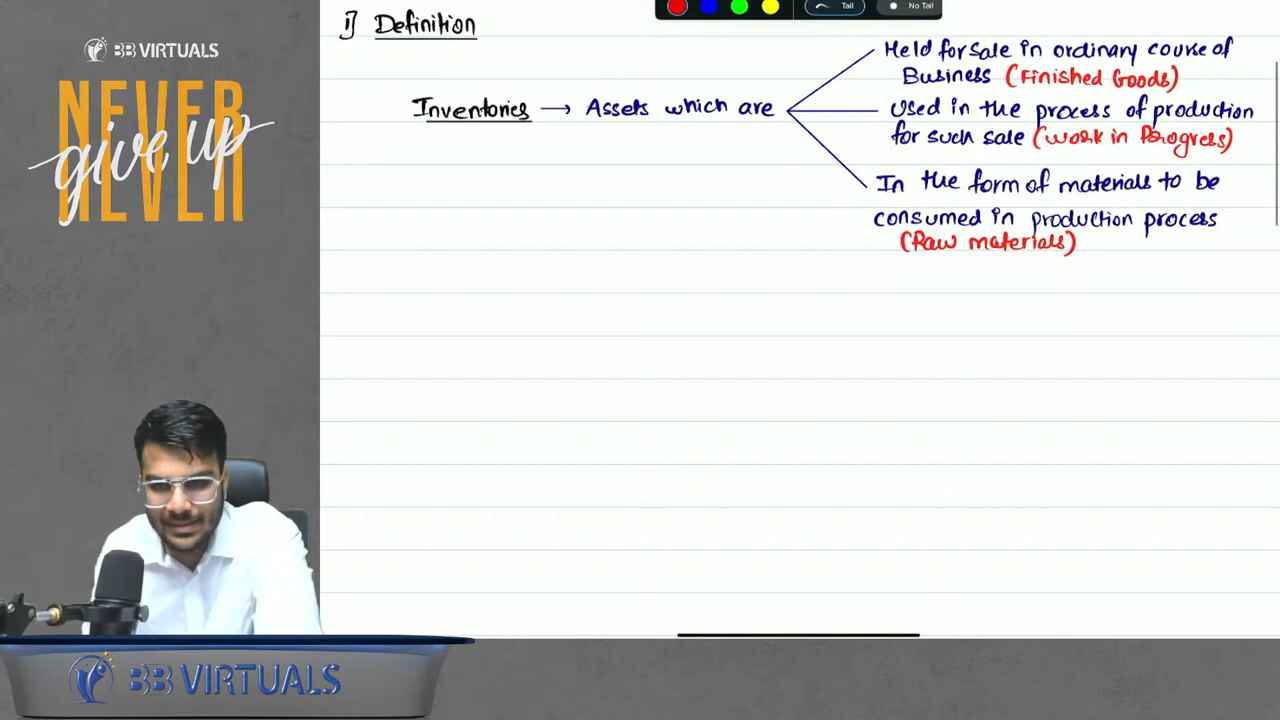 BB VIRTUALS
NEVER
give up
NEVER
Tail
No Tail
1) Definition
Held for Sale in ordinary course of
Business (Finished Goods)
Inventories → Assets which are
Used in the process of production
for such sale (Work in Progress)
In the form of materials to be
consumed in production process
(Raw materials)
BB VIRTUALS